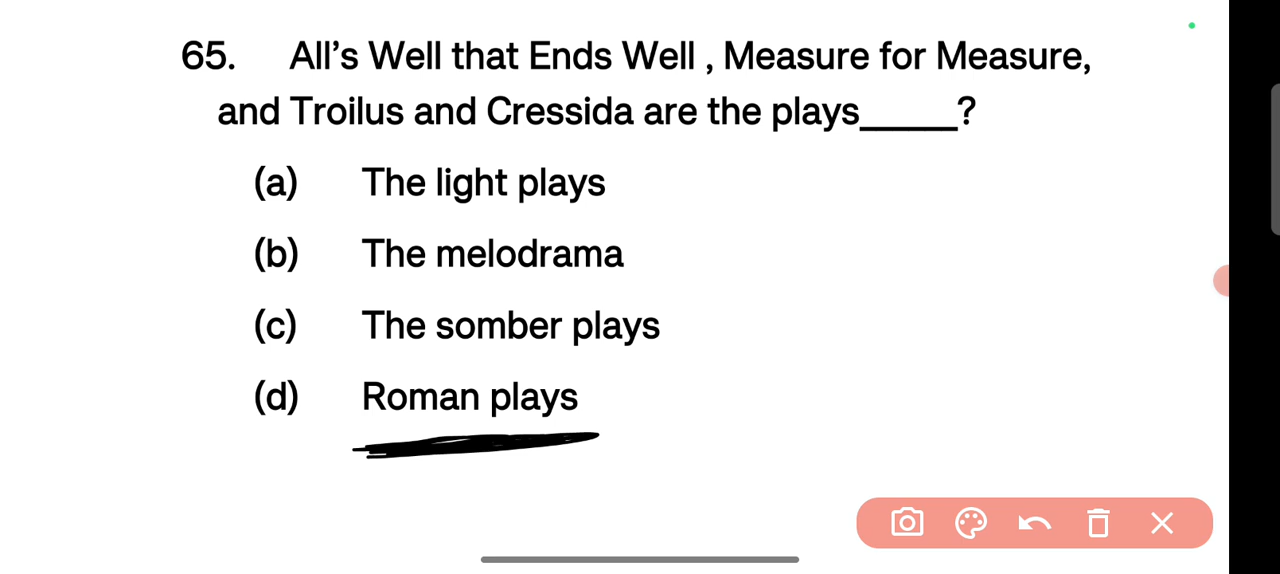 65. All's Well that Ends Well , Measure for Measure,
and Troilus and Cressida are the plays_____?
(a) The light plays
(b) The melodrama
(c) The somber plays
(d) Roman plays